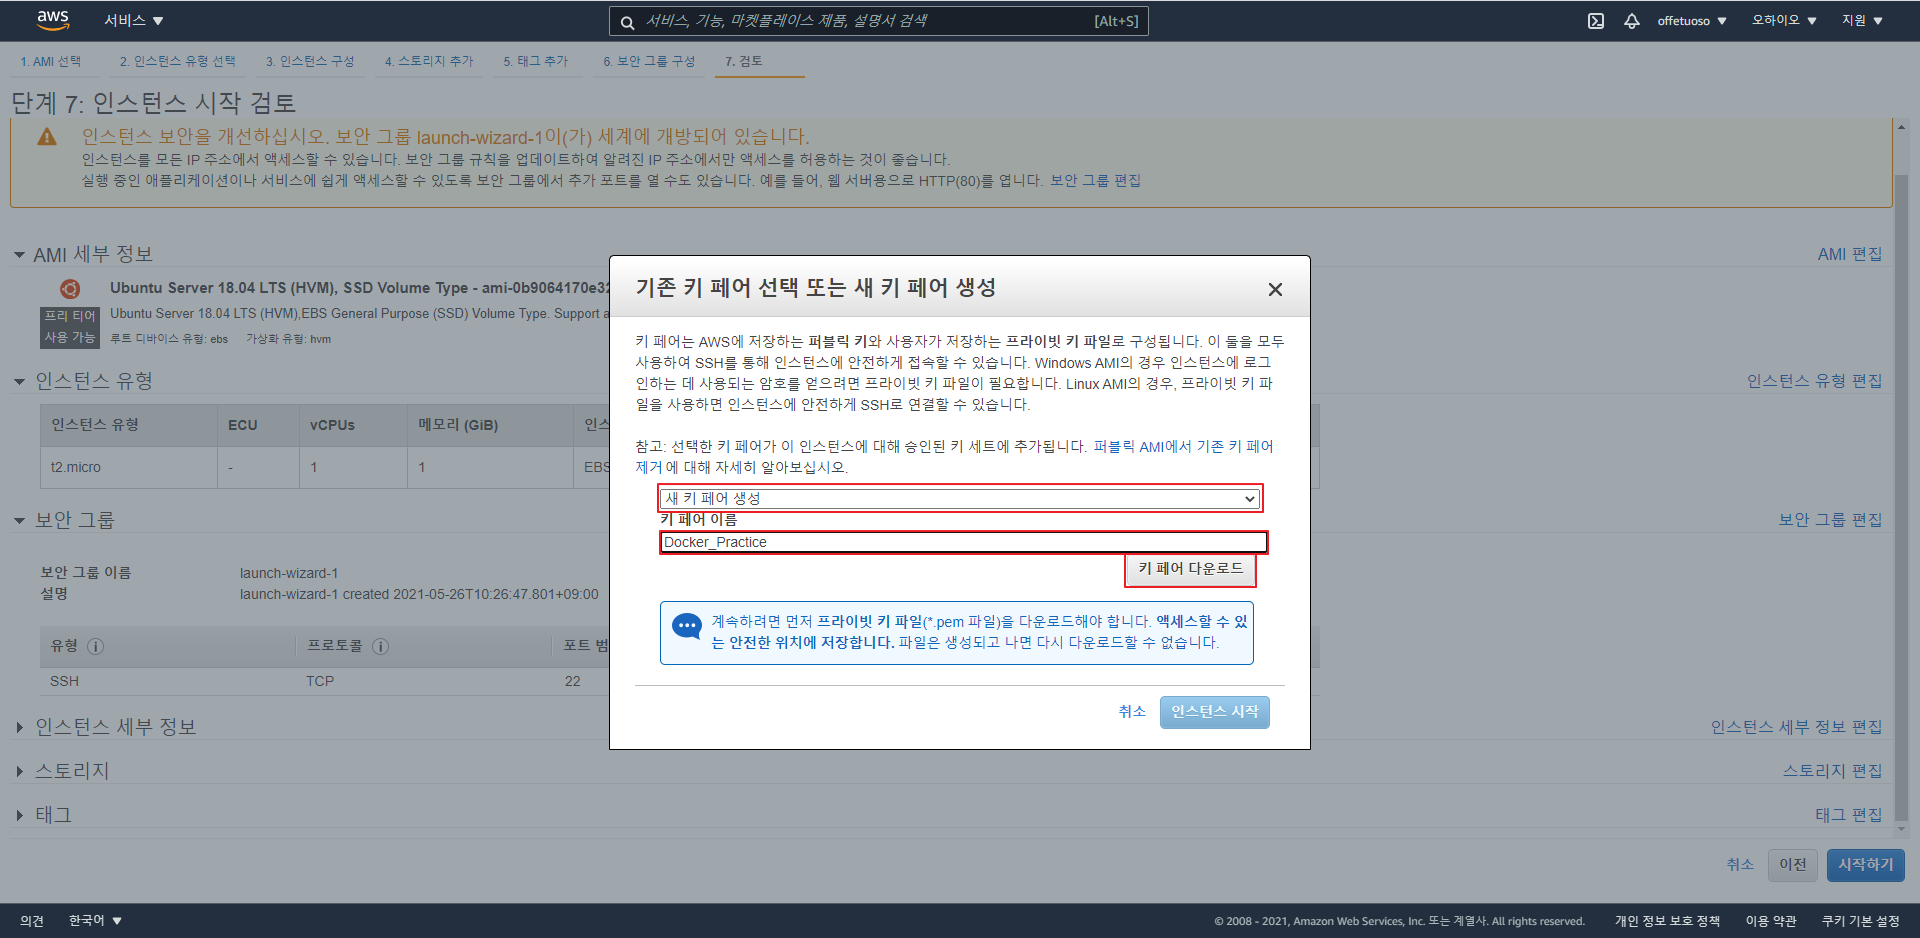 aws
서비스
서비스, 기능, 마켓플레이스 제품, 설명서 검색
[Alt+S]
offetuoso
오하이오
지원
1. AMI 선택
2. 인스턴스 유형 선택
3. 인스턴스 구성
4. 스토리지 추가
5. 태그 추가
6. 보안 그룹 구성
7. 검토
단계 7: 인스턴스 시작 검토
인스턴스 보안을 개선하십시오. 보안 그룹 launch-wizard-1이(가) 세계에 개방되어 있습니다.
인스턴스를 모든 IP 주소에서 액세스할 수 있습니다. 보안 그룹 규칙을 업데이트하여 알려진 IP 주소에서만 액세스를 허용하는 것이 좋습니다.
실행 중인 애플리케이션이나 서비스에 쉽게 액세스할 수 있도록 보안 그룹에서 추가 포트를 열 수도 있습니다. 예를 들어, 웹 서버용으로 HTTP(80)를 엽니다. 보안 그룹 편집
AMI 세부 정보
AMI 편집
Ubuntu Server 18.04 LTS (HVM), SSD Volume Type - ami-0b9064170e32
프리 티어
사용 가능
Ubuntu Server 18.04 LTS (HVM),EBS General Purpose (SSD) Volume Type. Support a
루트 디바이스 유형: ebs 가상화 유형: hvm
인스턴스 유형
인스턴스 유형 편집
인스턴스 유형
ECU
vCPUs
메모리 (GiB)
인스
t2.micro
-
1
1
EBS
보안 그룹
보안 그룹 편집
보안 그룹 이름
launch-wizard-1
설명
launch-wizard-1 created 2021-05-26T10:26:47.801+09:00
유형
프로토콜
포트 범
SSH
TCP
22
인스턴스 세부 정보
인스턴스 세부 정보 편집
스토리지
스토리지 편집
태그
태그 편집
기존 키 페어 선택 또는 새 키 페어 생성
키 페어는 AWS에 저장하는 퍼블릭 키와 사용자가 저장하는 프라이빗 키 파일로 구성됩니다. 이 둘을 모두
사용하여 SSH를 통해 인스턴스에 안전하게 접속할 수 있습니다. Windows AMI의 경우 인스턴스에 로그
인하는 데 사용되는 암호를 얻으려면 프라이빗 키 파일이 필요합니다. Linux AMI의 경우, 프라이빗 키 파
일을 사용하면 인스턴스에 안전하게 SSH로 연결할 수 있습니다.
참고: 선택한 키 페어가 이 인스턴스에 대해 승인된 키 세트에 추가됩니다. 퍼블릭 AMI에서 기존 키 페어
제거에 대해 자세히 알아보십시오.
새 키 페어 생성
키 페어 이름
Docker_Practice
키 페어 다운로드
계속하려면 먼저 프라이빗 키 파일(*.pem 파일)을 다운로드해야 합니다. 액세스할 수 있
는 안전한 위치에 저장합니다. 파일은 생성되고 나면 다시 다운로드할 수 없습니다.
취소
인스턴스 시작
취소
이전
시작하기
의견
한국어
© 2008 - 2021, Amazon Web Services, Inc. 또는 계열사. All rights reserved.
개인 정보 보호 정책
이용 약관
쿠키 기본 설정